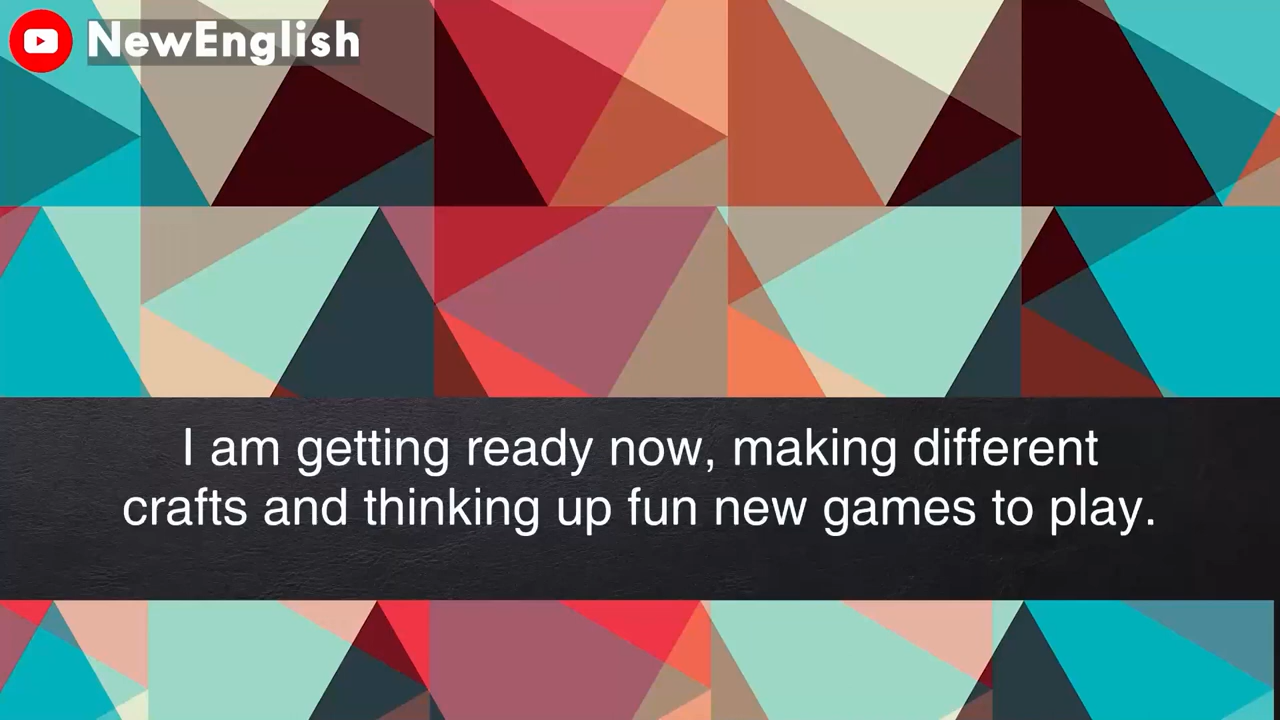 NewEnglish
I am getting ready now, making different
crafts and thinking up fun new games to play.